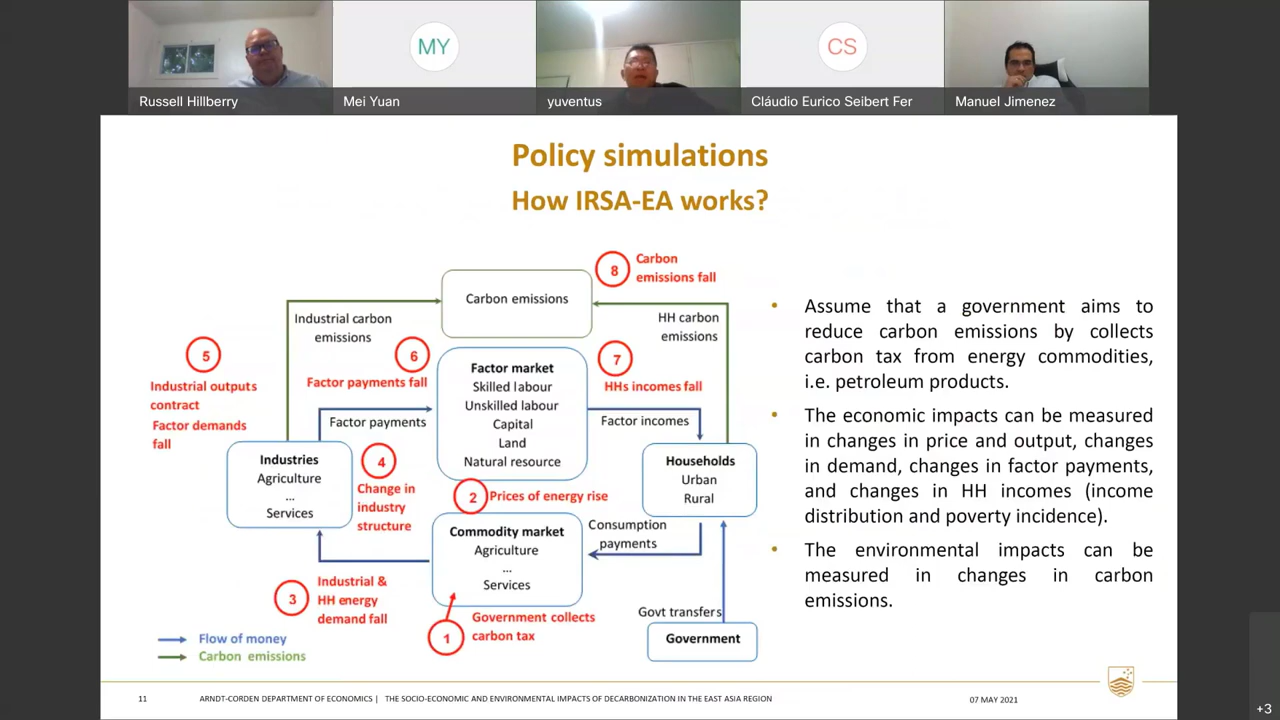 MY
CS
Russell Hillberry
Mei Yuan
yuventus
Cláudio Eurico Seibert Fer
Manuel Jimenez
Policy simulations
How IRSA-EA works?
8
Carbon
emissions fall
Carbon emissions
Industrial carbon
emissions
HH carbon
emissions
5
Industrial outputs
contract
Factor demands
fall
6
Factor payments fall
7
HHs incomes fall
Factor market
Skilled labour
Unskilled labour
Capital
Land
Natural resource
Factor payments
Factor incomes
Industries
Agriculture
...
Services
4
Change in
industry
structure
Households
Urban
Rural
2
Prices of energy rise
Commodity market
Agriculture
...
Services
Consumption
payments
3
Industrial &
HH energy
demand fall
1
Government collects
carbon tax
Govt transfers
Government
Flow of money
Carbon emissions
• Assume that a government aims to
reduce carbon emissions by collects
carbon tax from energy commodities,
i.e. petroleum products.
• The economic impacts can be measured
in changes in price and output, changes
in demand, changes in factor payments,
and changes in HH incomes (income
distribution and poverty incidence).
• The environmental impacts can be
measured in changes in carbon
emissions.
11
ARNDT-CORDEN DEPARTMENT OF ECONOMICS | THE SOCIO-ECONOMIC AND ENVIRONMENTAL IMPACTS OF DECARBONIZATION IN THE EAST ASIA REGION
07 MAY 2021
+3